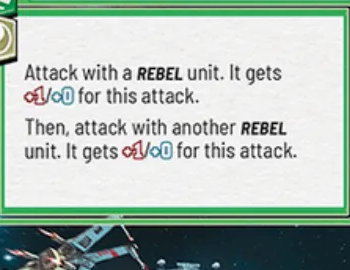 Attack with a REBEL unit. It gets
+1/+0 for this attack.
Then, attack with another REBEL
unit. It gets +1/+0 for this attack.